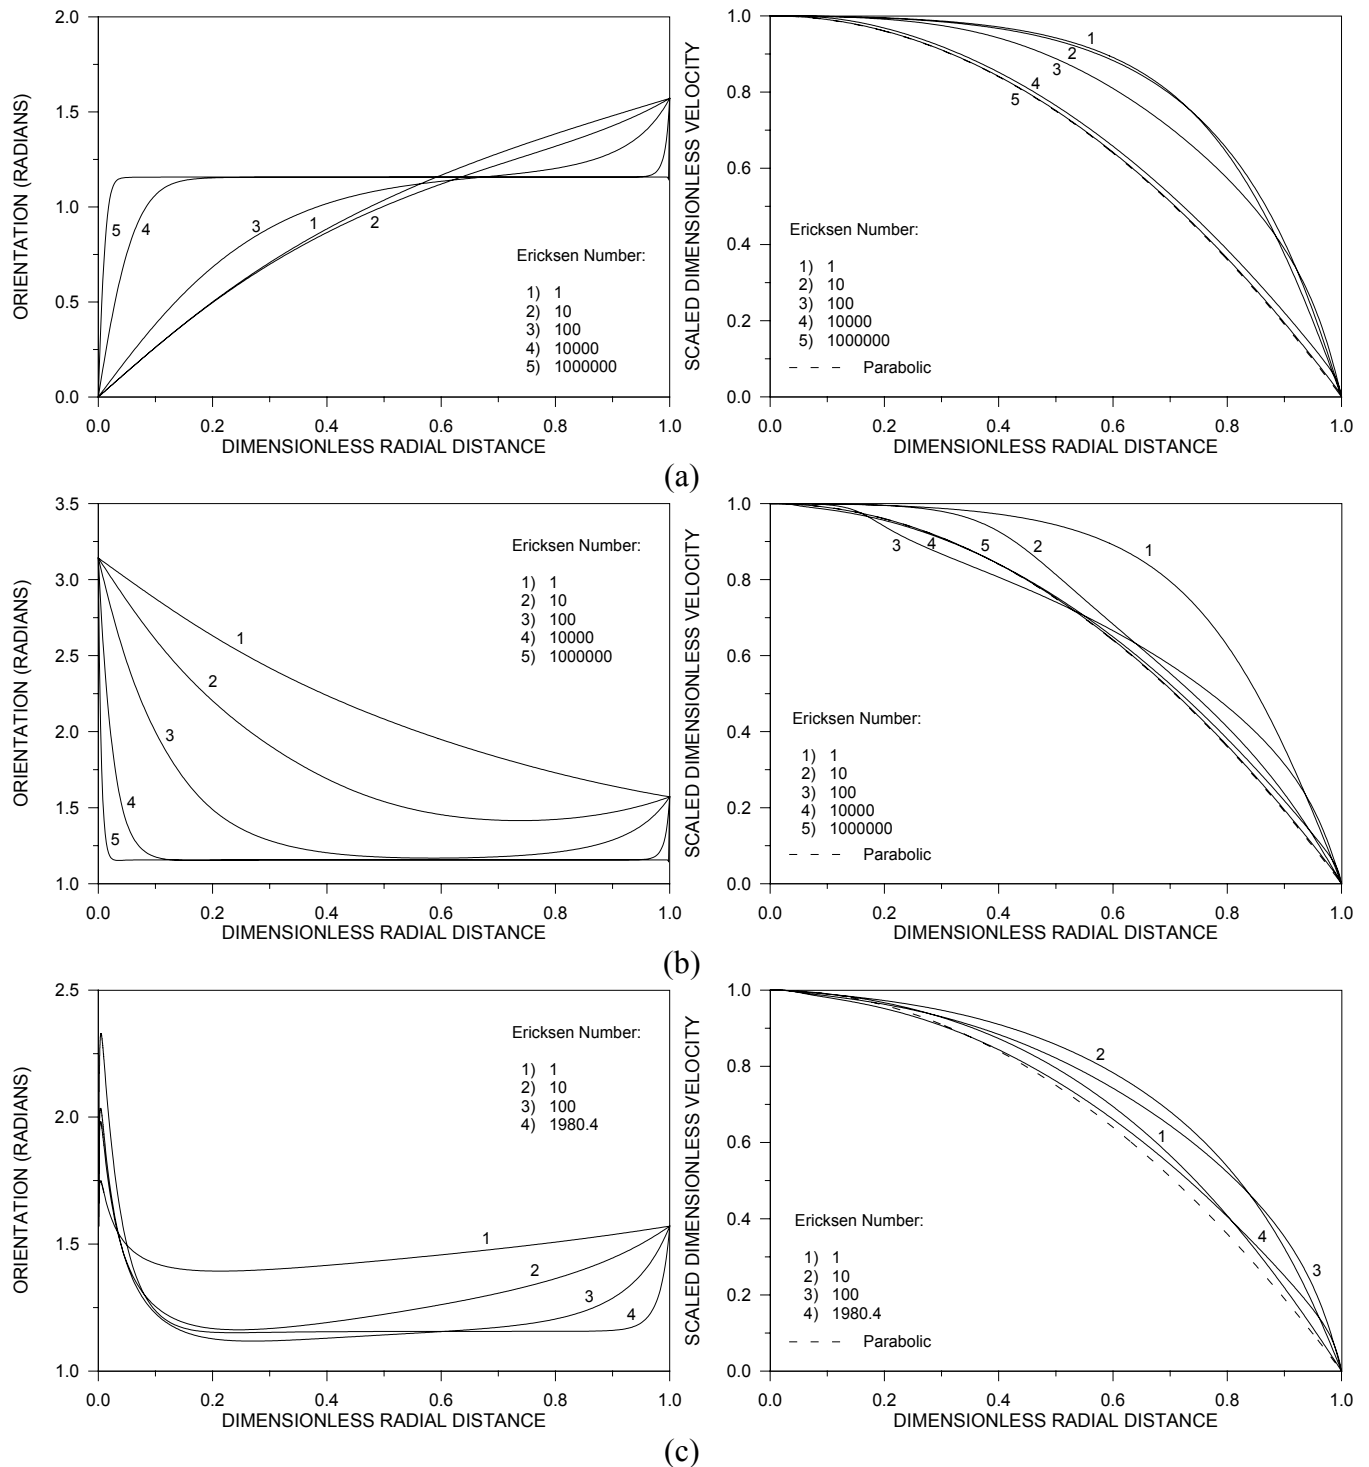 ORIENTATION (RADIANS)
2.0
1.5
1.0
0.5
0.0
5
4
3
1
2
Ericksen Number:
1) 1
2) 10
3) 100
4) 10000
5) 1000000
0.0 0.2 0.4 0.6 0.8 1.0
DIMENSIONLESS RADIAL DISTANCE
SCALED DIMENSIONLESS VELOCITY
1.0
0.8
0.6
0.4
0.2
0.0
1
2
3
4
5
Ericksen Number:
1) 1
2) 10
3) 100
4) 10000
5) 1000000
Parabolic
0.0 0.2 0.4 0.6 0.8 1.0
DIMENSIONLESS RADIAL DISTANCE
(a)
ORIENTATION (RADIANS)
3.5
3.0
2.5
2.0
1.5
1.0
1
2
3
4
5
Ericksen Number:
1) 1
2) 10
3) 100
4) 10000
5) 1000000
0.0 0.2 0.4 0.6 0.8 1.0
DIMENSIONLESS RADIAL DISTANCE
SCALED DIMENSIONLESS VELOCITY
1.0
0.8
0.6
0.4
0.2
0.0
3 4 5 2 1
Ericksen Number:
1) 1
2) 10
3) 100
4) 10000
5) 1000000
Parabolic
0.0 0.2 0.4 0.6 0.8 1.0
DIMENSIONLESS RADIAL DISTANCE
(b)
ORIENTATION (RADIANS)
2.5
2.0
1.5
1.0
Ericksen Number:
1) 1
2) 10
3) 100
4) 1980.4
1
2
3
4
0.0 0.2 0.4 0.6 0.8 1.0
DIMENSIONLESS RADIAL DISTANCE
SCALED DIMENSIONLESS VELOCITY
1.0
0.8
0.6
0.4
0.2
0.0
2
1
4
3
Ericksen Number:
1) 1
2) 10
3) 100
4) 1980.4
Parabolic
0.0 0.2 0.4 0.6 0.8 1.0
DIMENSIONLESS RADIAL DISTANCE
(c)